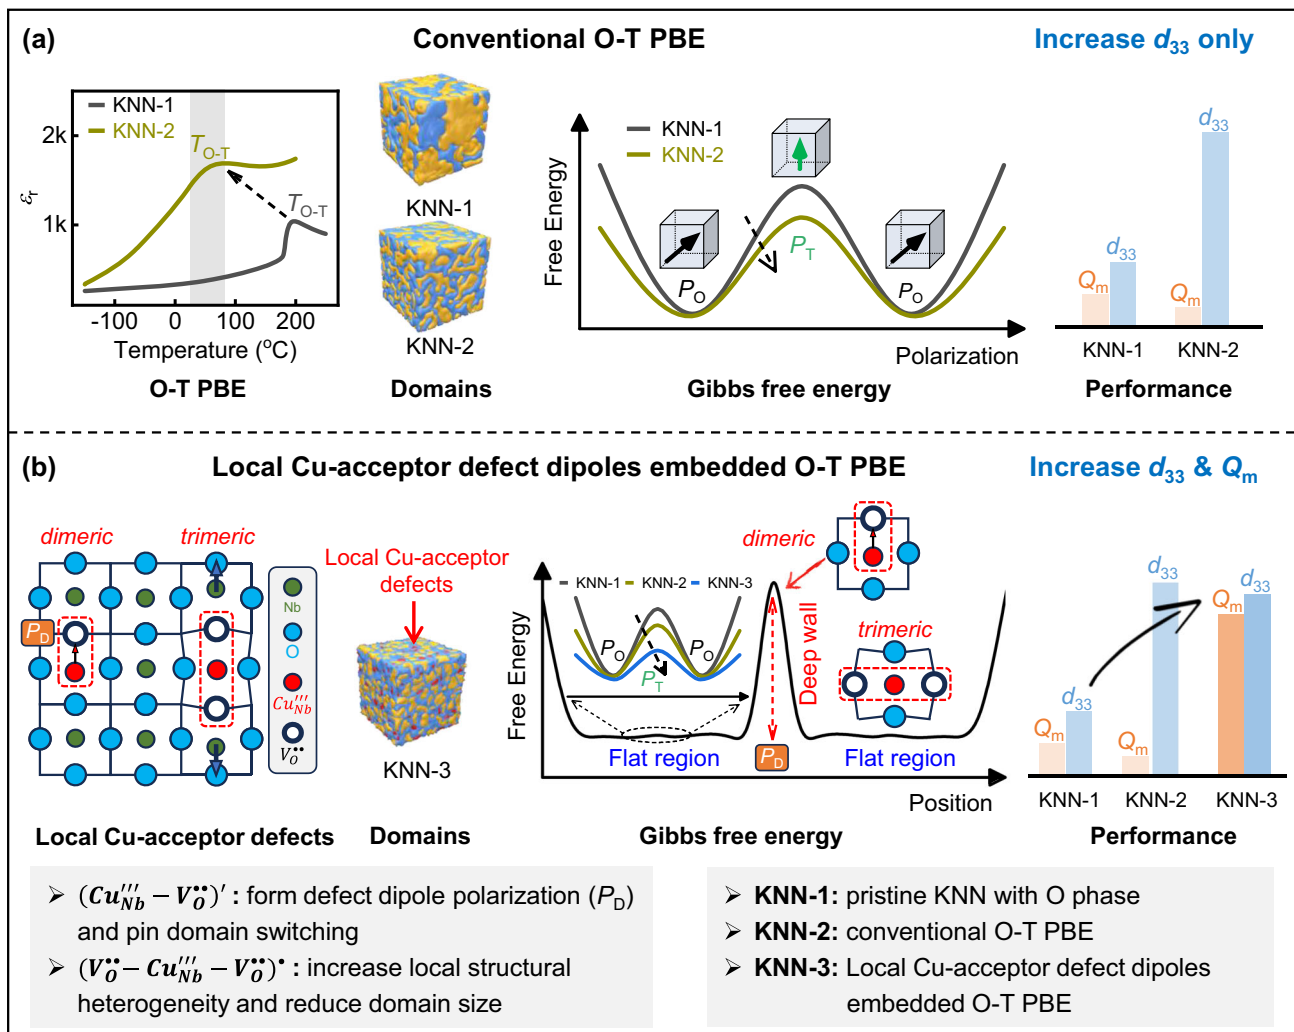 (a)
Conventional O-T PBE
Increase d33 only
KNN-1
KNN-2
2k
1k
εr
TO-T
TO-T
-100 0 100 200
Temperature (oC)
O-T PBE
KNN-1
KNN-2
Domains
Free Energy
KNN-1
KNN-2
PO
PT
PO
Polarization
Gibbs free energy
Qm
d33
Qm
d33
KNN-1 KNN-2
Performance
(b)
Local Cu-acceptor defect dipoles embedded O-T PBE
Increase d33 & Qm
dimeric
trimeric
PD
Nb
O
Cu‴Nb
VO••
Local Cu-acceptor defects
Local Cu-acceptor
defects
KNN-3
Domains
Free Energy
KNN-1 KNN-2 KNN-3
PO
PO
PT
dimeric
Deep wall
trimeric
Flat region
PD
Flat region
Position
Gibbs free energy
Qm
d33
Qm
d33
Qm
d33
KNN-1 KNN-2 KNN-3
Performance
➢ (Cu‴Nb − VO••)′ : form defect dipole polarization (PD)
and pin domain switching
➢ (VO•• − Cu‴Nb − VO••)• : increase local structural
heterogeneity and reduce domain size
➢ KNN-1: pristine KNN with O phase
➢ KNN-2: conventional O-T PBE
➢ KNN-3: Local Cu-acceptor defect dipoles
embedded O-T PBE